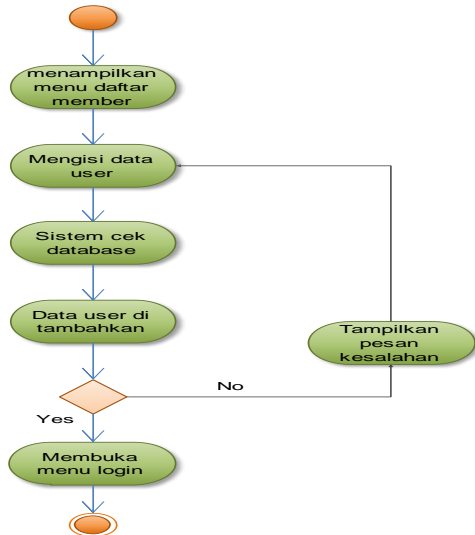 menampilkan
menu daftar
member
Mengisi data
user
Sistem cek
database
Data user di
tambahkan
Tampilkan
pesan
kesalahan
No
Yes
Membuka
menu login